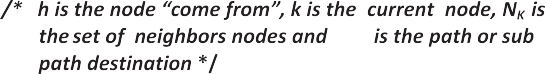 /* h is the node “come from”, k is the current node, Nₖ is
the set of neighbors nodes and is the path or sub
path destination */